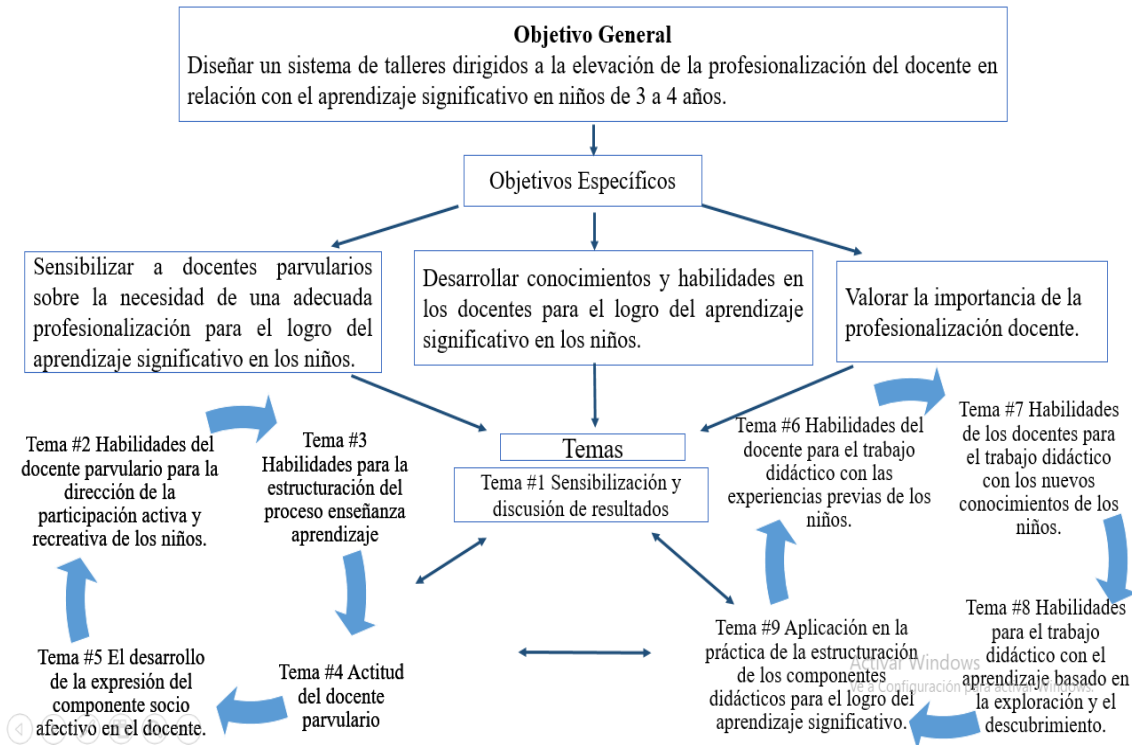 Objetivo General
Diseñar un sistema de talleres dirigidos a la elevación de la profesionalización del docente en
relación con el aprendizaje significativo en niños de 3 a 4 años.
Objetivos Específicos
Sensibilizar a docentes parvularios
sobre la necesidad de una adecuada
profesionalización para el logro del
aprendizaje significativo en los niños.
Desarrollar conocimientos y habilidades en
los docentes para el logro del aprendizaje
significativo en los niños.
Valorar la importancia de la
profesionalización docente.
Temas
Tema #1 Sensibilización y
discusión de resultados
Tema #2 Habilidades del
docente parvulario para la
dirección de la
participación activa y
recreativa de los niños.
Tema #3
Habilidades para la
estructuración del
proceso enseñanza
aprendizaje
Tema #4 Actitud
del docente
parvulario
Tema #5 El desarrollo
de la expresión del
componente socio
afectivo en el docente.
Tema #6 Habilidades del
docente para el trabajo
didáctico con las
experiencias previas de los
niños.
Tema #7 Habilidades
de los docentes para
el trabajo didáctico
con los nuevos
conocimientos de los
niños.
Tema #8 Habilidades
para el trabajo
didáctico con el
aprendizaje basado en
la exploración y el
descubrimiento.
Tema #9 Aplicación en la
práctica de la estructuración
de los componentes
didácticos para el logro del
aprendizaje significativo.
Activar Windows
Ve a Configuración para activar Windows.